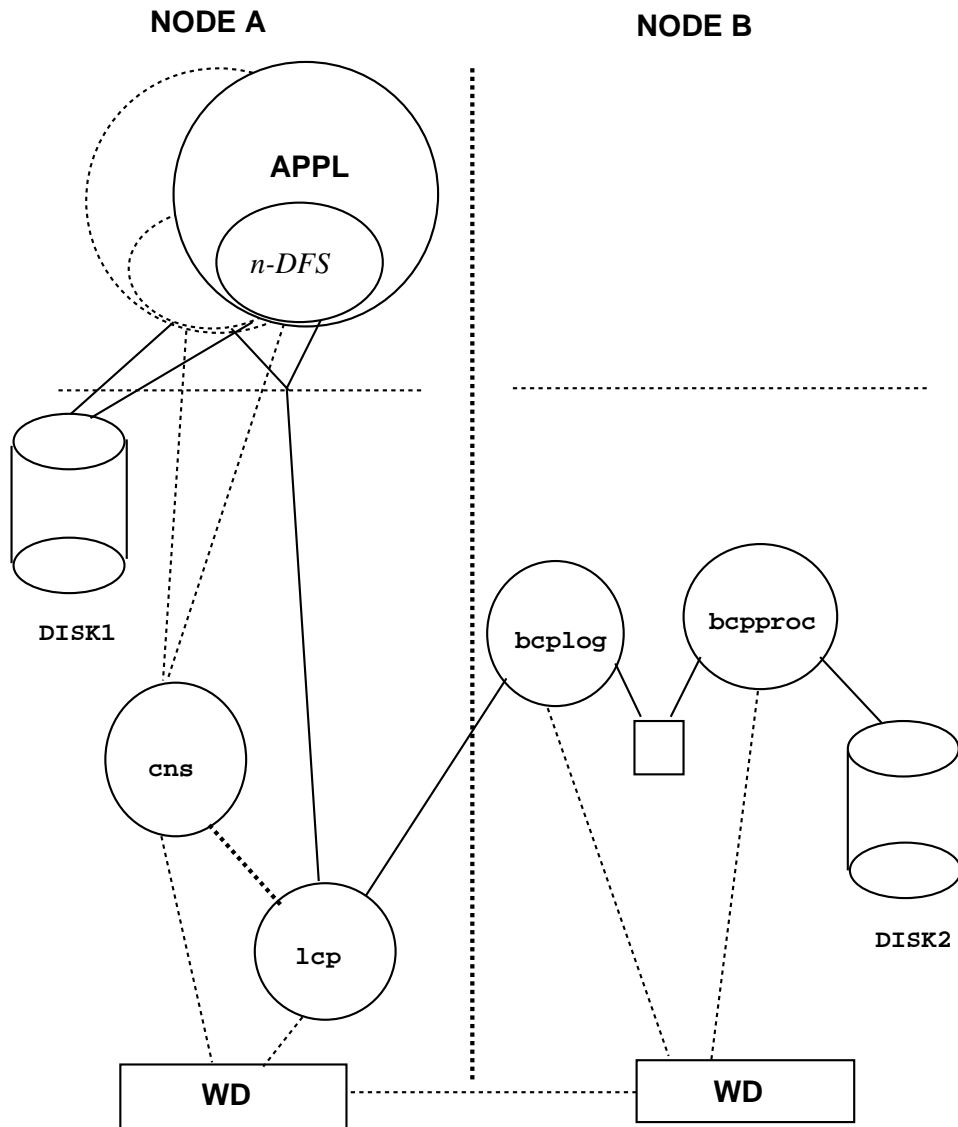 NODE A
NODE B
APPL
n-DFS
DISK1
bcplog
bcpproc
cns
lcp
DISK2
WD
WD